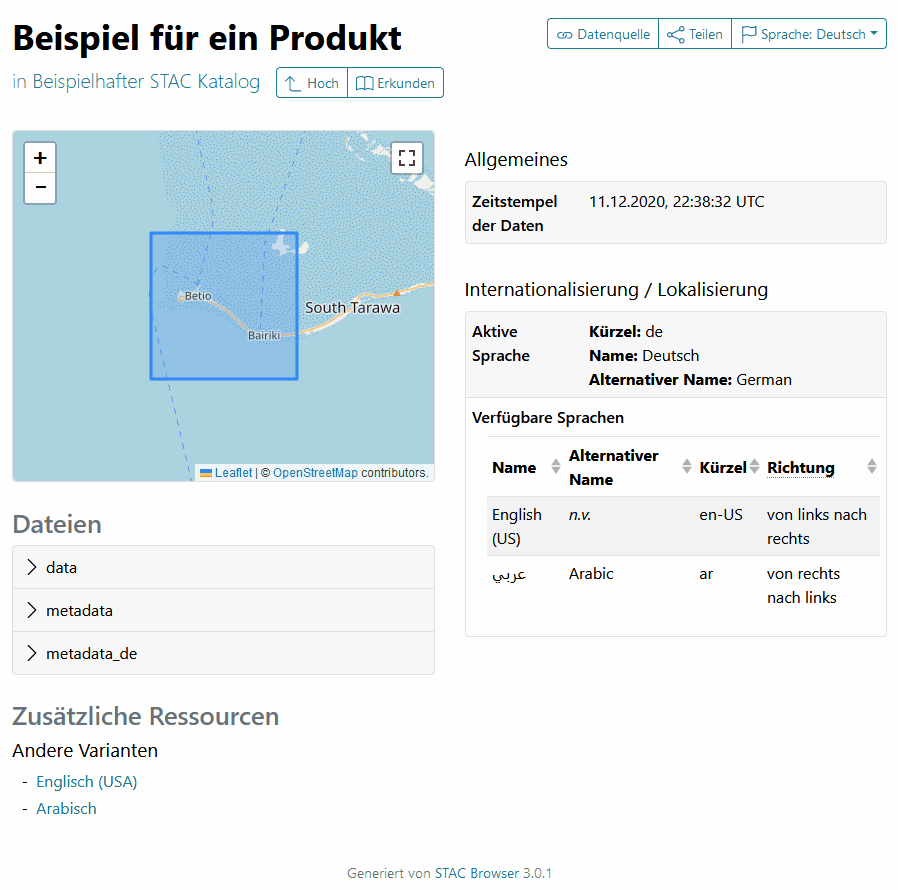 Beispiel für ein Produkt
Datenquelle Teilen Sprache: Deutsch
in Beispielhafter STAC Katalog Hoch Erkunden
+
−
Betio
Bairiki
South Tarawa
Leaflet | © OpenStreetMap contributors.
Dateien
data
metadata
metadata_de
Zusätzliche Ressourcen
Andere Varianten
- Englisch (USA)
- Arabisch
Allgemeines
Zeitstempel 11.12.2020, 22:38:32 UTC
der Daten
Internationalisierung / Lokalisierung
Aktive Kürzel: de
Sprache Name: Deutsch
Alternativer Name: German
Verfügbare Sprachen
Name Alternativer Kürzel Richtung
Name
English n.v. en-US von links nach
(US) rechts
عربي Arabic ar von rechts
nach links
Generiert von STAC Browser 3.0.1